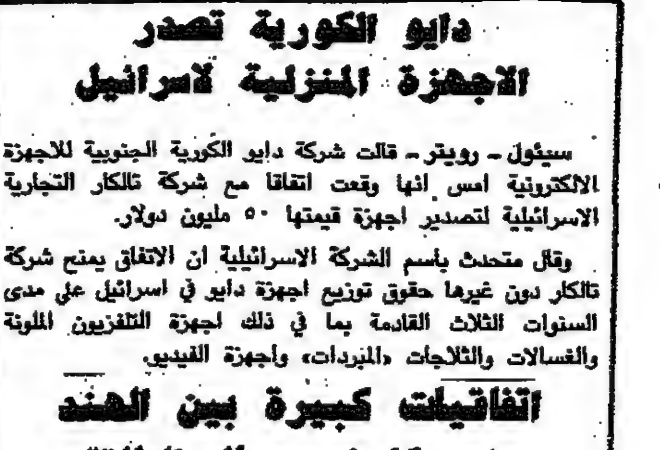 دايو الكورية تصدر
الاجهزة المنزلية لاسرائيل
سيئول - رويتر - قالت شركة دايو الكورية الجنوبية للاجهزة
الالكترونية امس انها وقعت اتفاقا مع شركة تالكار التجارية
الاسرائيلية لتصدير اجهزة قيمتها ٥٠ مليون دولار.
وقال متحدث باسم الشركة الاسرائيلية ان الاتفاق يمنح شركة
تالكار دون غيرها حقوق توزيع اجهزة دايو في اسرائيل على مدى
السنوات الثلاث القادمة بما في ذلك اجهزة التلفزيون الملونة
والغسالات والثلاجات «المبردات» واجهزة الفيديو.
اتفاقيات كبيرة بين الهند